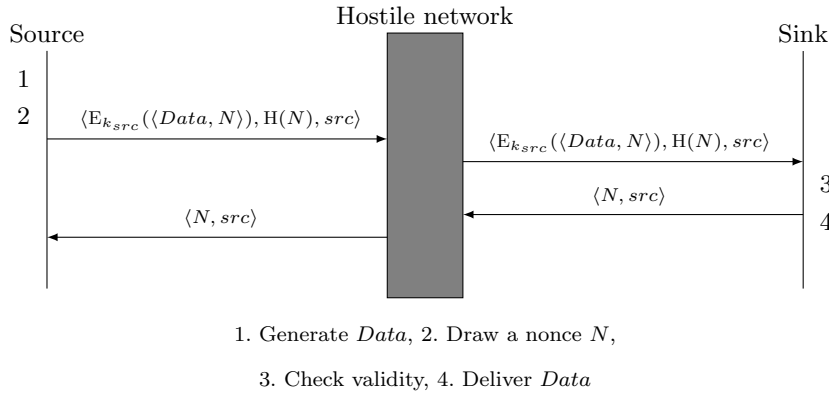 Hostile network
Source
Sink
1
2
⟨E_{k_{src}}(⟨Data, N⟩), H(N), src⟩
⟨E_{k_{src}}(⟨Data, N⟩), H(N), src⟩
3
⟨N, src⟩
4
⟨N, src⟩
1. Generate Data, 2. Draw a nonce N,
3. Check validity, 4. Deliver Data